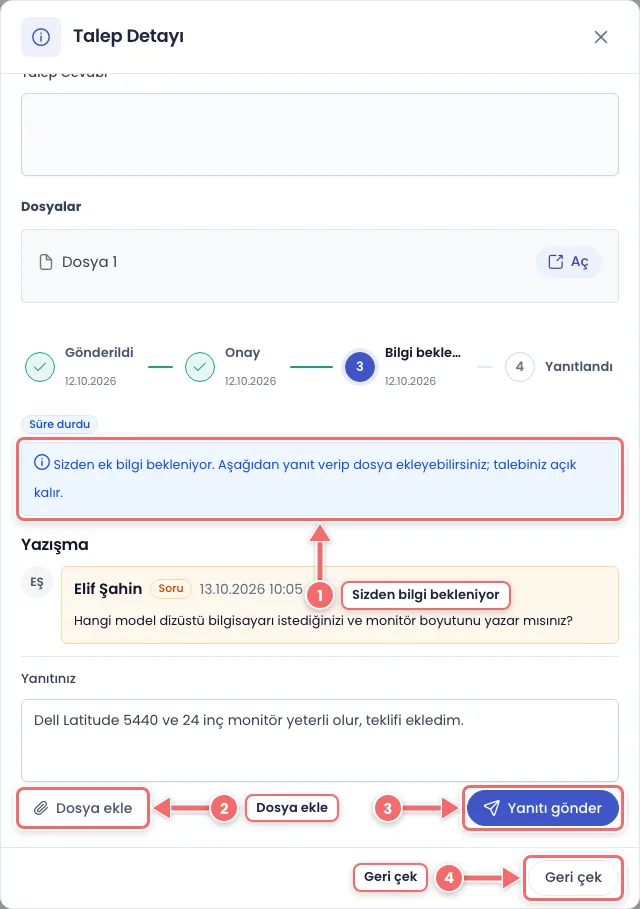 Talep Detayı
Talep Cevabı
Dosyalar
Dosya 1
Aç
Gönderildi
12.10.2026
Onay
12.10.2026
3
Bilgi bekle...
12.10.2026
4
Yanıtlandı
Süre durdu
Sizden ek bilgi bekleniyor. Aşağıdan yanıt verip dosya ekleyebilirsiniz; talebiniz açık
kalır.
Yazışma
EŞ
Elif Şahin
Soru
13.10.2026 10:05
1
Sizden bilgi bekleniyor
Hangi model dizüstü bilgisayarı istediğinizi ve monitör boyutunu yazar mısınız?
Yanıtınız
Dell Latitude 5440 ve 24 inç monitör yeterli olur, teklifi ekledim.
Dosya ekle
2
Dosya ekle
3
Yanıtı gönder
Geri çek
4
Geri çek